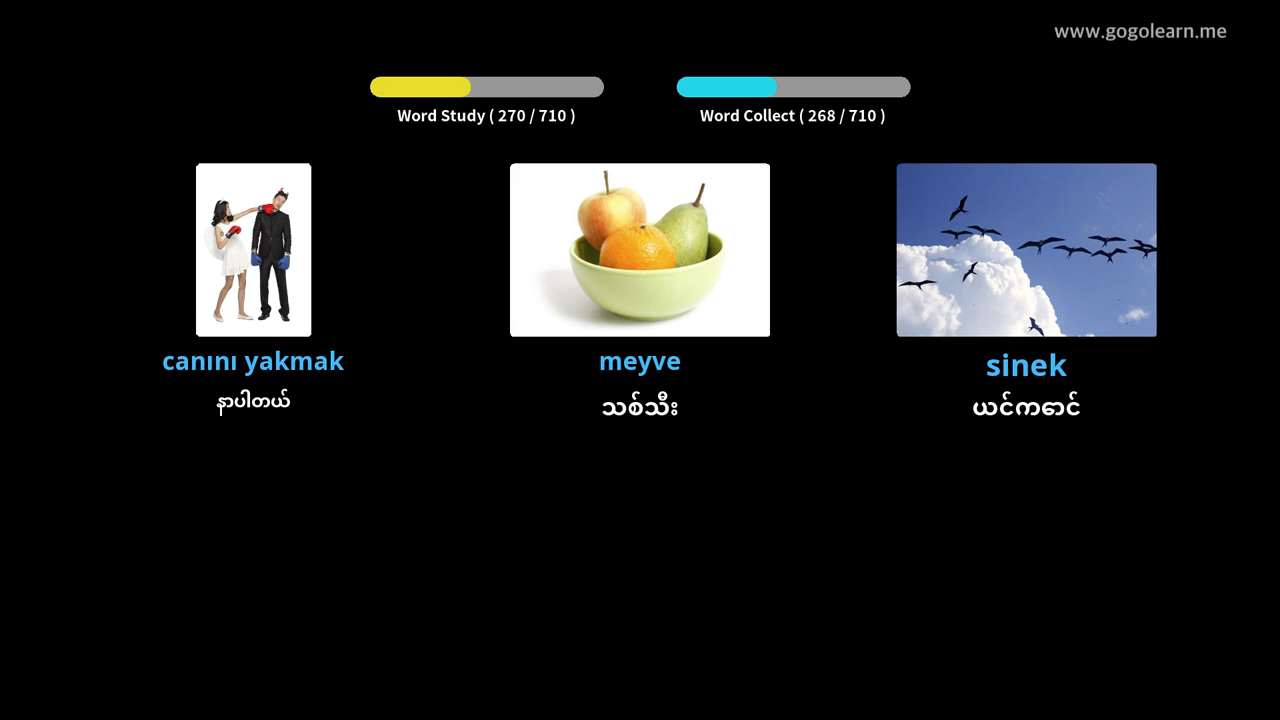 www.gogolearn.me
Word Study ( 270 / 710 )
Word Collect ( 268 / 710 )
canını yakmak
meyve
sinek
နာပါတယ်
သစ်သီး
ယင်ကောင်